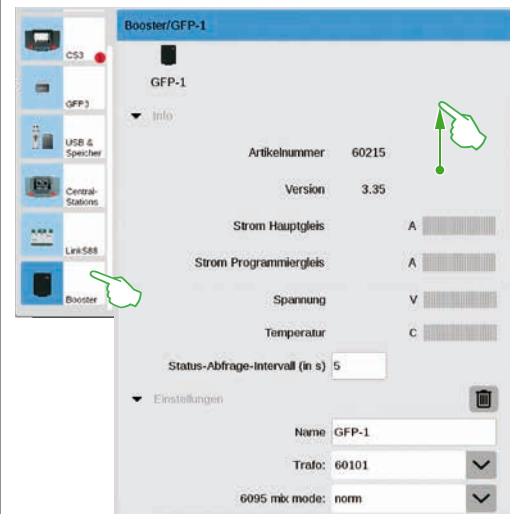 CS3
GFP3
USB &
Speicher
Central-
Stations
LinkS88
Booster
Booster/GFP-1
GFP-1
Info
Artikelnummer 60215
Version 3.35
Strom Hauptgleis A
Strom Programmiergleis A
Spannung V
Temperatur C
Status-Abfrage-Intervall (in s) 5
Einstellungen
Name GFP-1
Trafo: 60101
6095 mix mode: norm